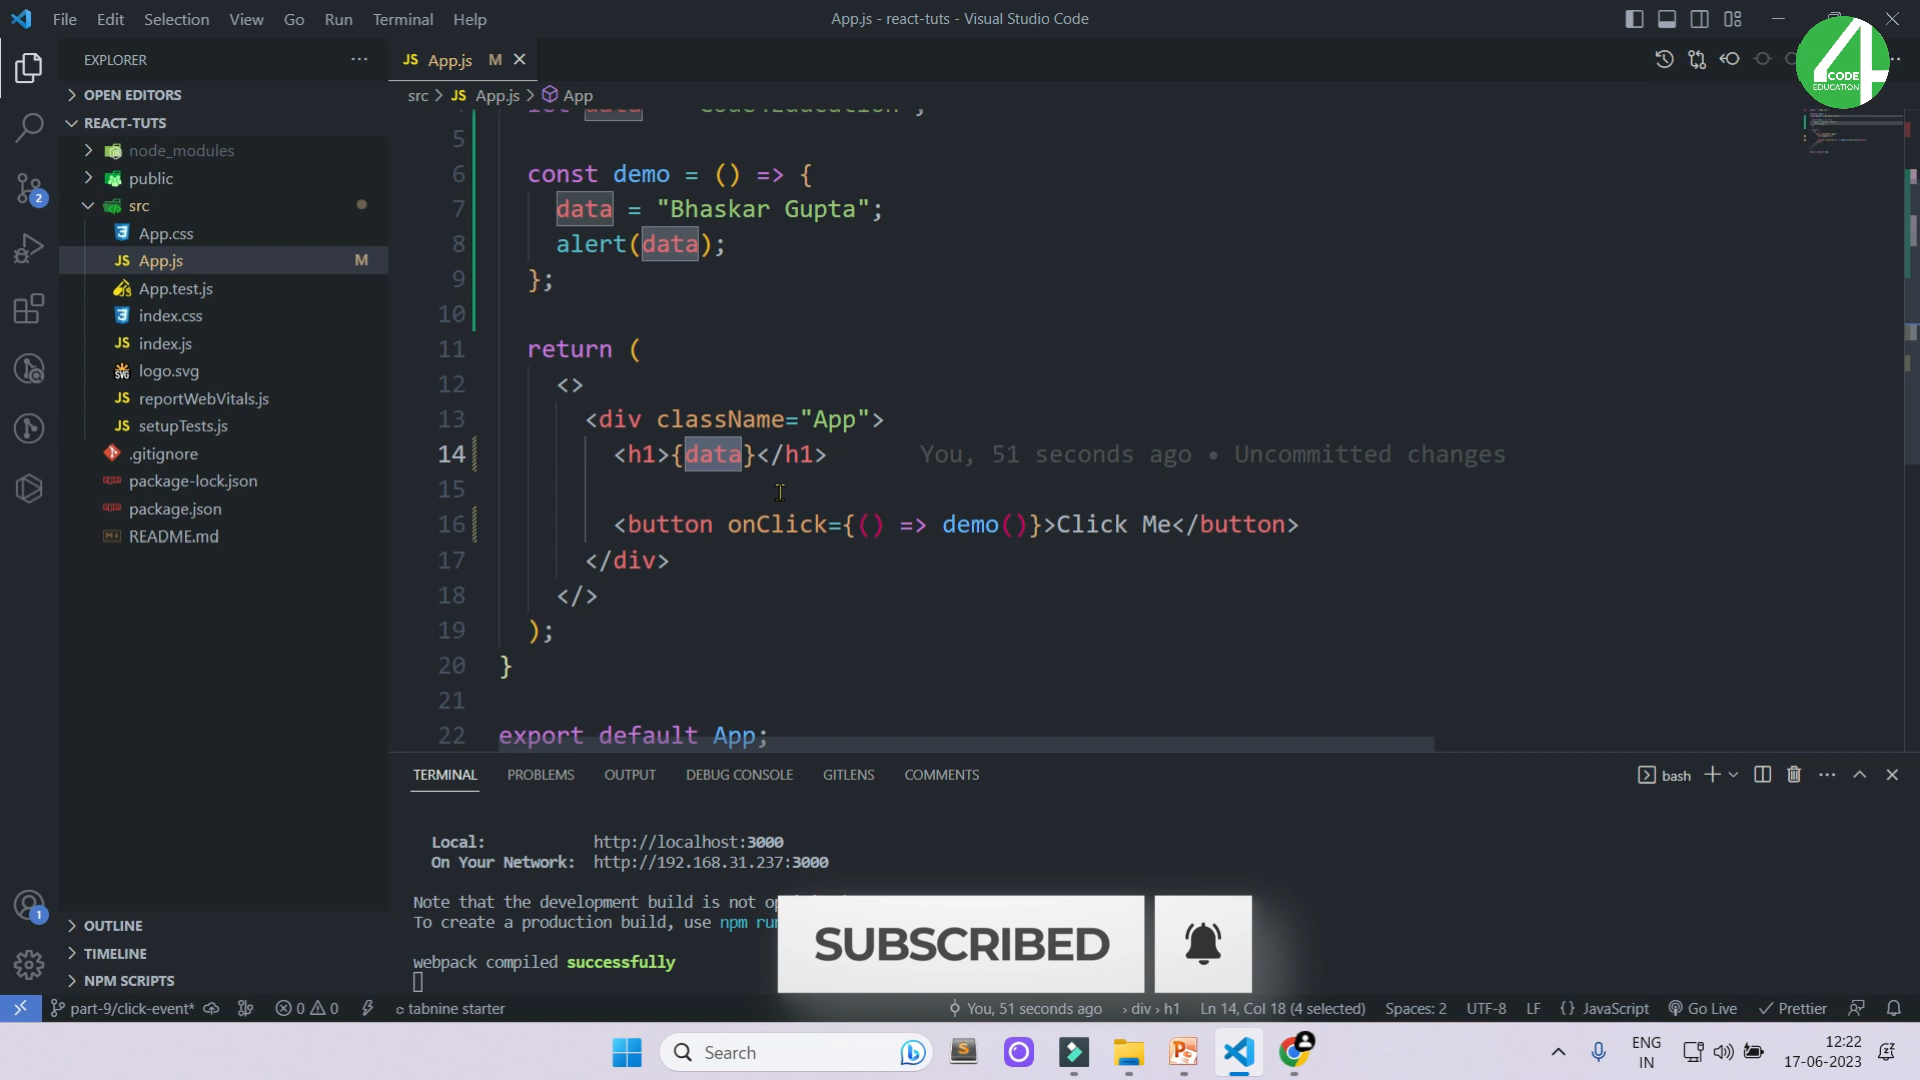 File Edit Selection View Go Run Terminal Help
App.js - react-tuts - Visual Studio Code
4
CODE
EDUCATION
EXPLORER
JS App.js M
OPEN EDITORS
src > JS App.js > App
REACT-TUTS
node_modules
public
src
App.css
JS App.js M
App.test.js
index.css
JS index.js
logo.svg
JS reportWebVitals.js
JS setupTests.js
.gitignore
package-lock.json
package.json
README.md
2
1
OUTLINE
TIMELINE
NPM SCRIPTS
5
6 const demo = () => {
7 data = "Bhaskar Gupta";
8 alert(data);
9 };
10
11 return (
12 <>
13 <div className="App">
14 <h1>{data}</h1> You, 51 seconds ago • Uncommitted changes
15
16 <button onClick={() => demo()}>Click Me</button>
17 </div>
18 </>
19 );
20 }
21
22 export default App;
TERMINAL PROBLEMS OUTPUT DEBUG CONSOLE GITLENS COMMENTS
bash
Local: http://localhost:3000
On Your Network: http://192.168.31.237:3000
Note that the development build is not
To create a production build, use npm
webpack compiled successfully
SUBSCRIBED
part-9/click-event* 0 0 tabnine starter You, 51 seconds ago › div › h1 Ln 14, Col 18 (4 selected) Spaces: 2 UTF-8 LF {} JavaScript Go Live Prettier
Search
ENG
IN
12:22
17-06-2023